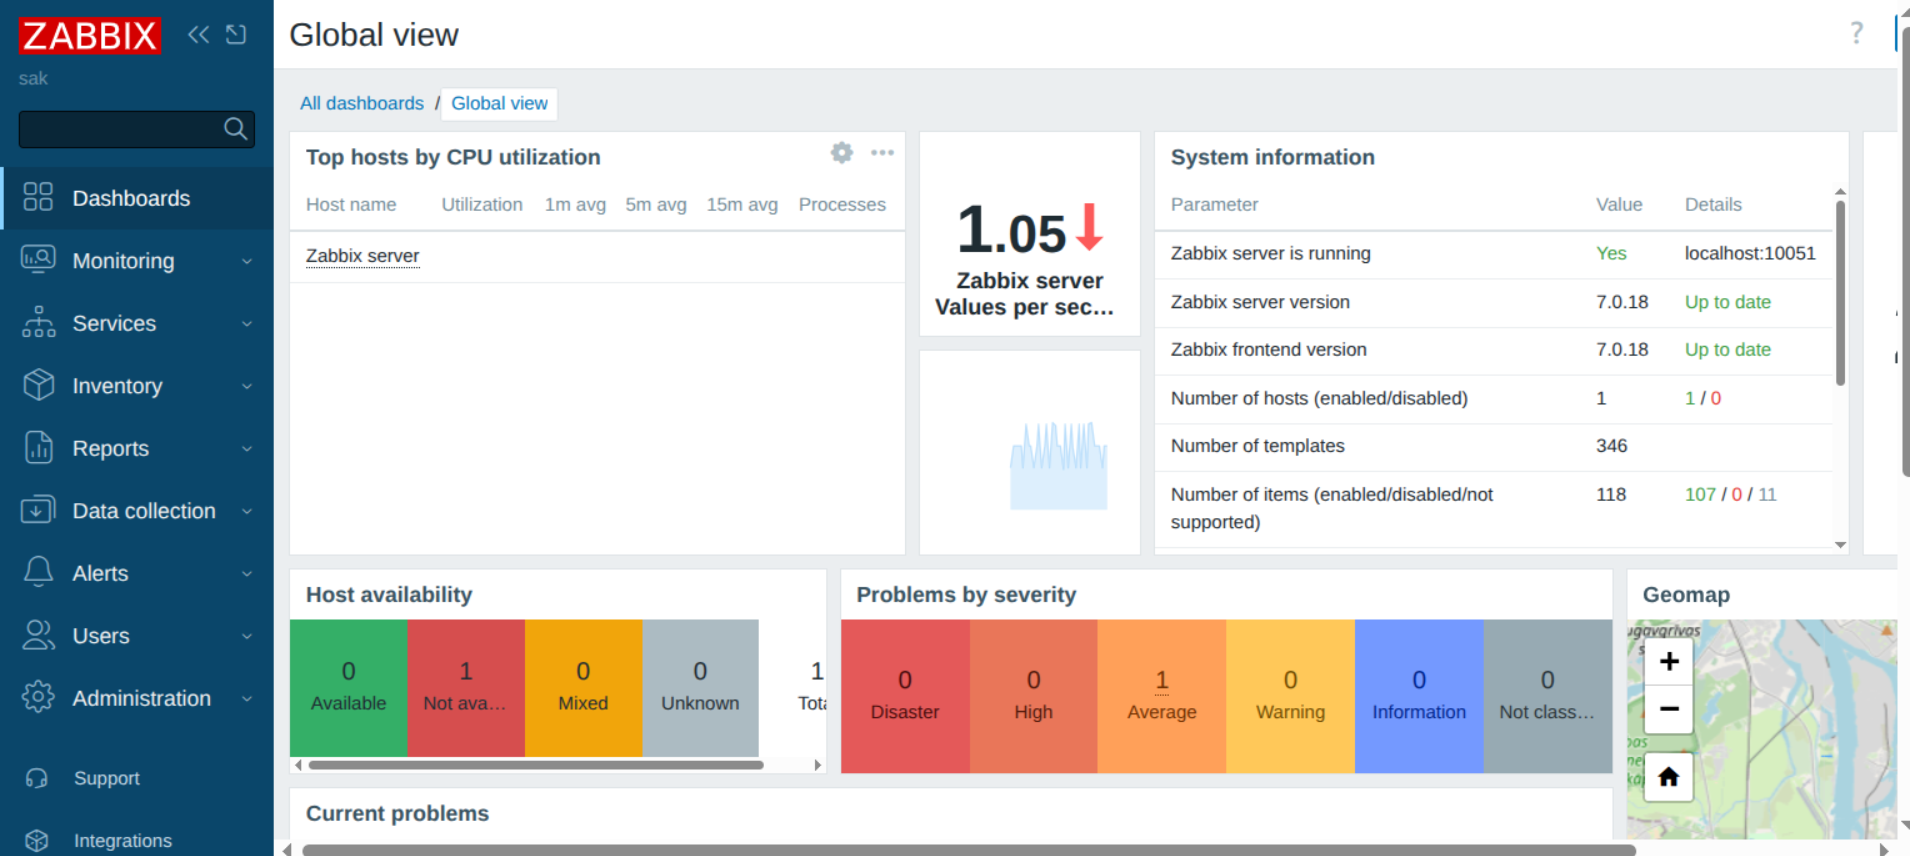 ZABBIX
sak
Dashboards
Monitoring
Services
Inventory
Reports
Data collection
Alerts
Users
Administration
Support
Integrations
Global view
?
All dashboards / Global view
Top hosts by CPU utilization
Host name Utilization 1m avg 5m avg 15m avg Processes
Zabbix server
1.05
Zabbix server
Values per sec...
System information
Parameter Value Details
Zabbix server is running Yes localhost:10051
Zabbix server version 7.0.18 Up to date
Zabbix frontend version 7.0.18 Up to date
Number of hosts (enabled/disabled) 1 1 / 0
Number of templates 346
Number of items (enabled/disabled/not supported) 118 107 / 0 / 11
Host availability
0 Available
1 Not ava...
0 Mixed
0 Unknown
1
Problems by severity
0 Disaster
0 High
1 Average
0 Warning
0 Information
0 Not class...
Geomap
+
−
Current problems